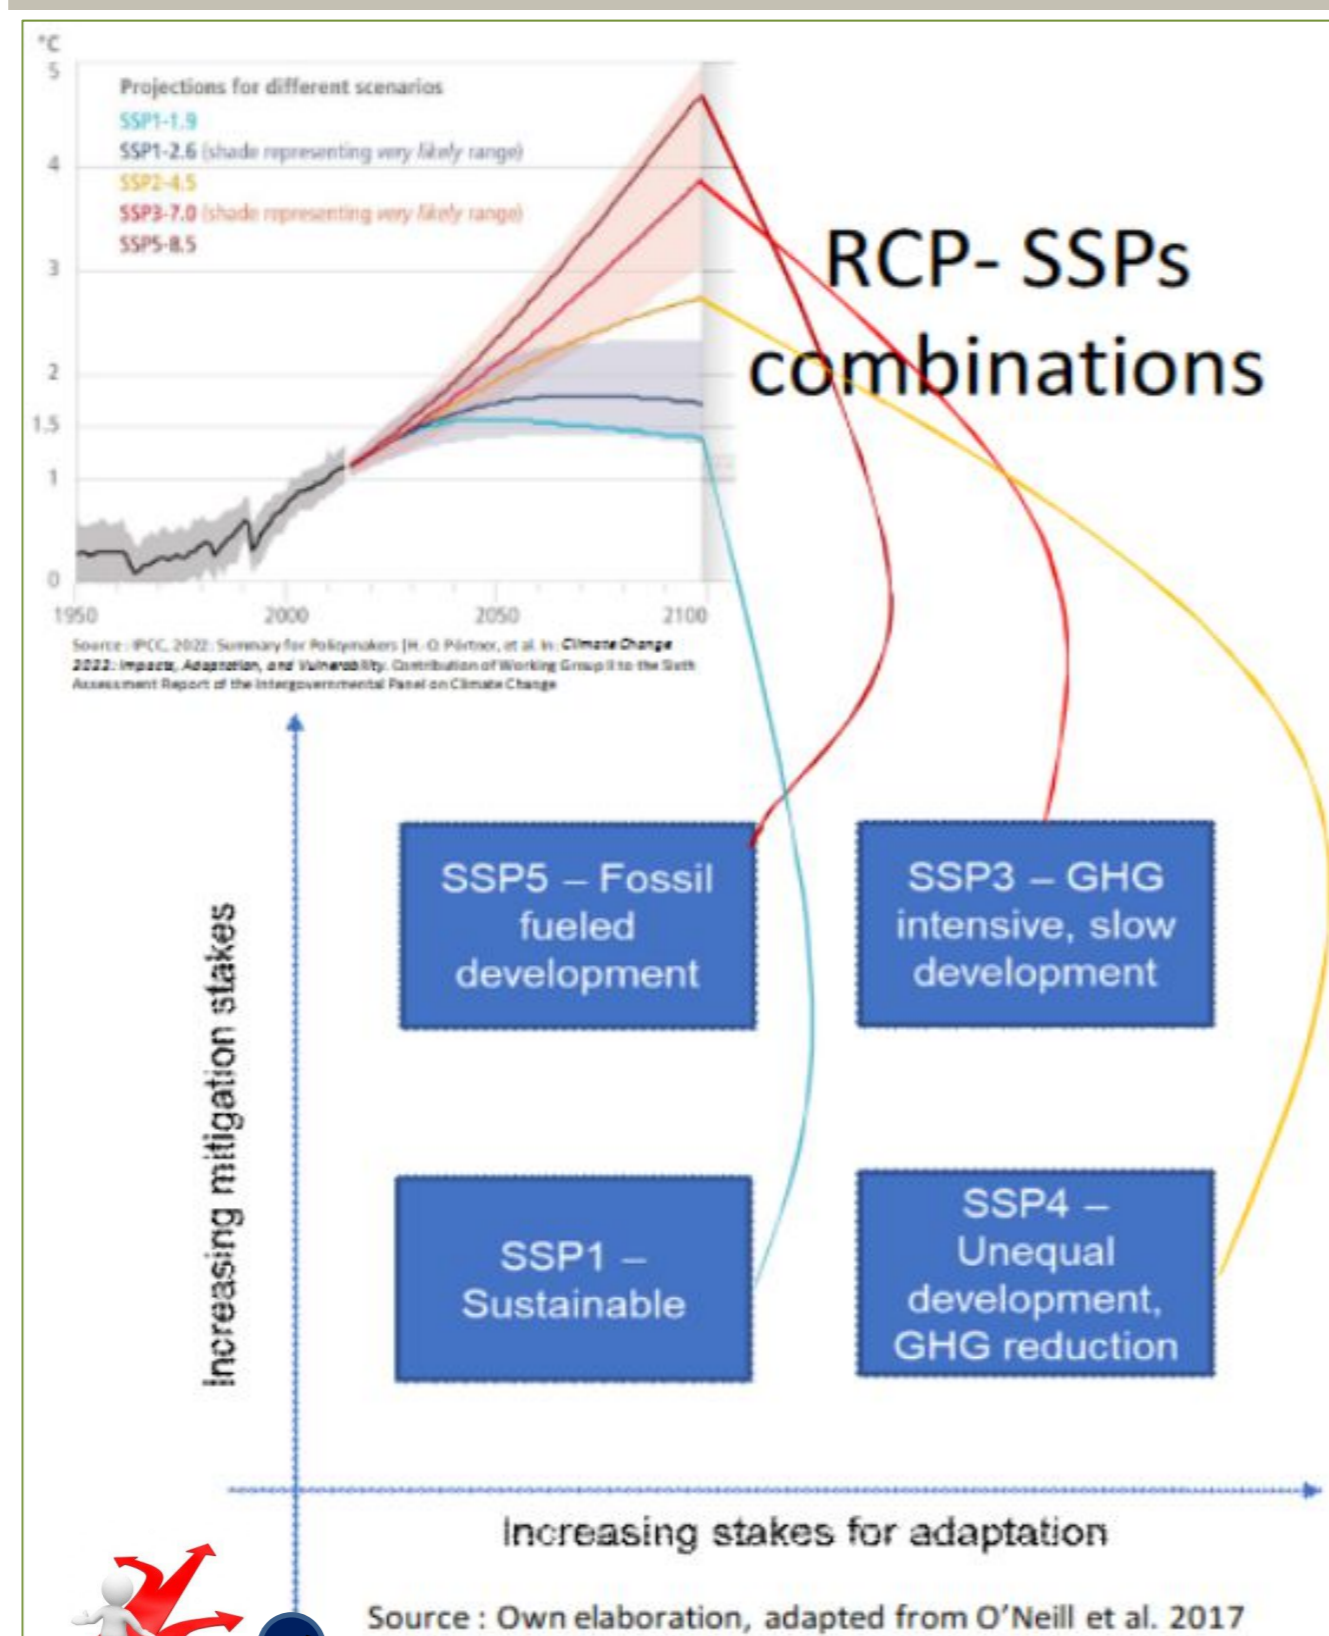 °C
5
Projections for different scenarios
SSP1-1.9
SSP1-2.6 (shade representing very likely range)
SSP2-4.5
SSP3-7.0 (shade representing very likely range)
SSP5-8.5
4
3
2
1.5
1
0
1950 2000 2050 2100
RCP- SSPs
combinations
Source: IPCC, 2022: Summary for Policymakers [H.-O. Pörtner, et al. In: Climate Change
2022: Impacts, Adaptation, and Vulnerability. Contribution of Working Group II to the Sixth
Assessment Report of the Intergovernmental Panel on Climate Change
Increasing mitigation stakes
SSP5 – Fossil
fueled
development
SSP3 – GHG
intensive, slow
development
SSP1 –
Sustainable
SSP4 –
Unequal
development,
GHG reduction
Increasing stakes for adaptation
Source : Own elaboration, adapted from O'Neill et al. 2017